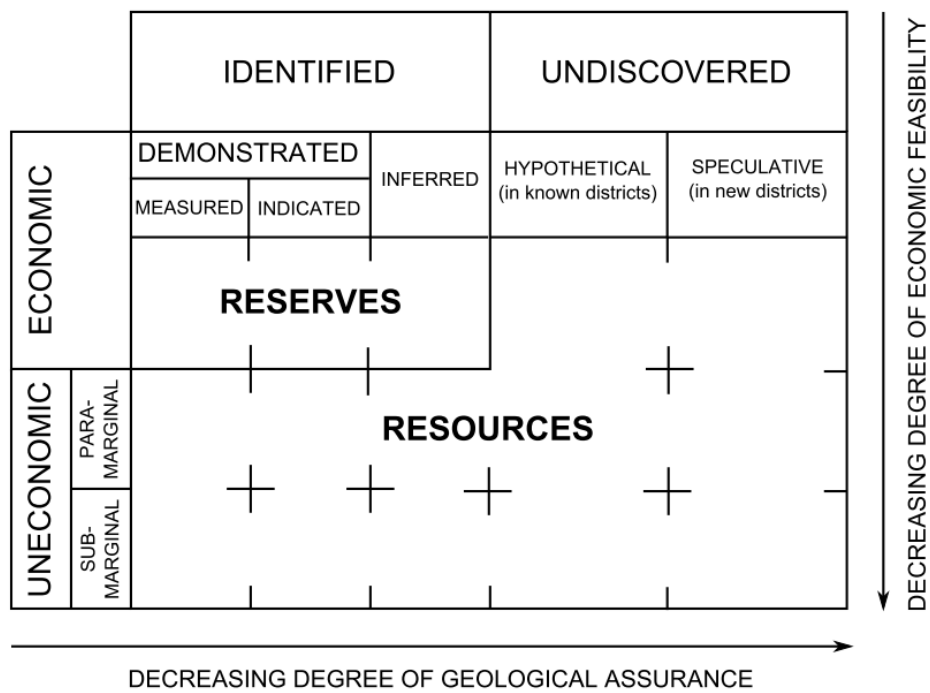 IDENTIFIED
UNDISCOVERED
DEMONSTRATED
MEASURED
INDICATED
INFERRED
HYPOTHETICAL
(in known districts)
SPECULATIVE
(in new districts)
ECONOMIC
RESERVES
UNECONOMIC
PARA-
MARGINAL
SUB-
MARGINAL
RESOURCES
DECREASING DEGREE OF ECONOMIC FEASIBILITY
DECREASING DEGREE OF GEOLOGICAL ASSURANCE